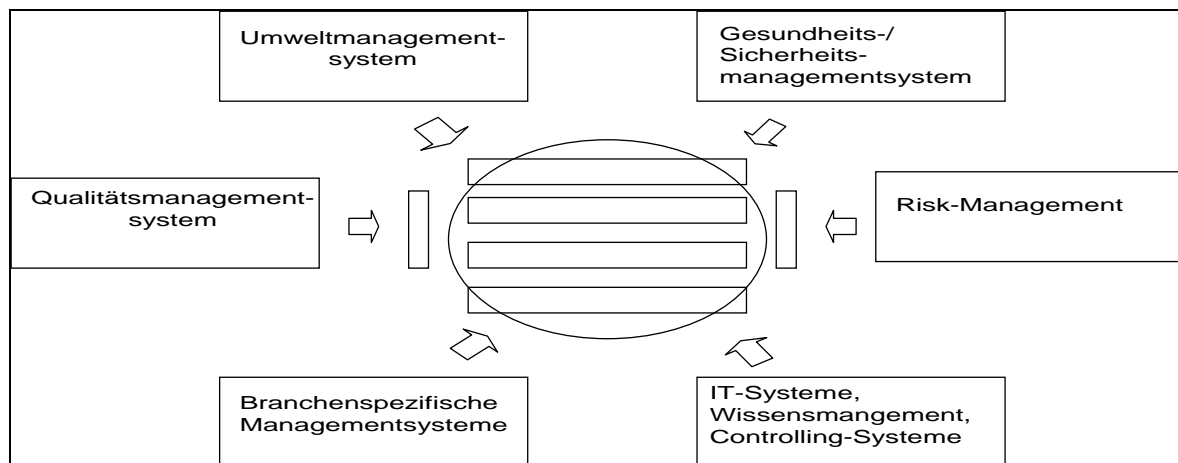 Umweltmanagement-
system
Gesundheits-/
Sicherheits-
managementsystem
Qualitätsmanagement-
system
Risk-Management
Branchenspezifische
Managementsysteme
IT-Systeme,
Wissensmangement,
Controlling-Systeme